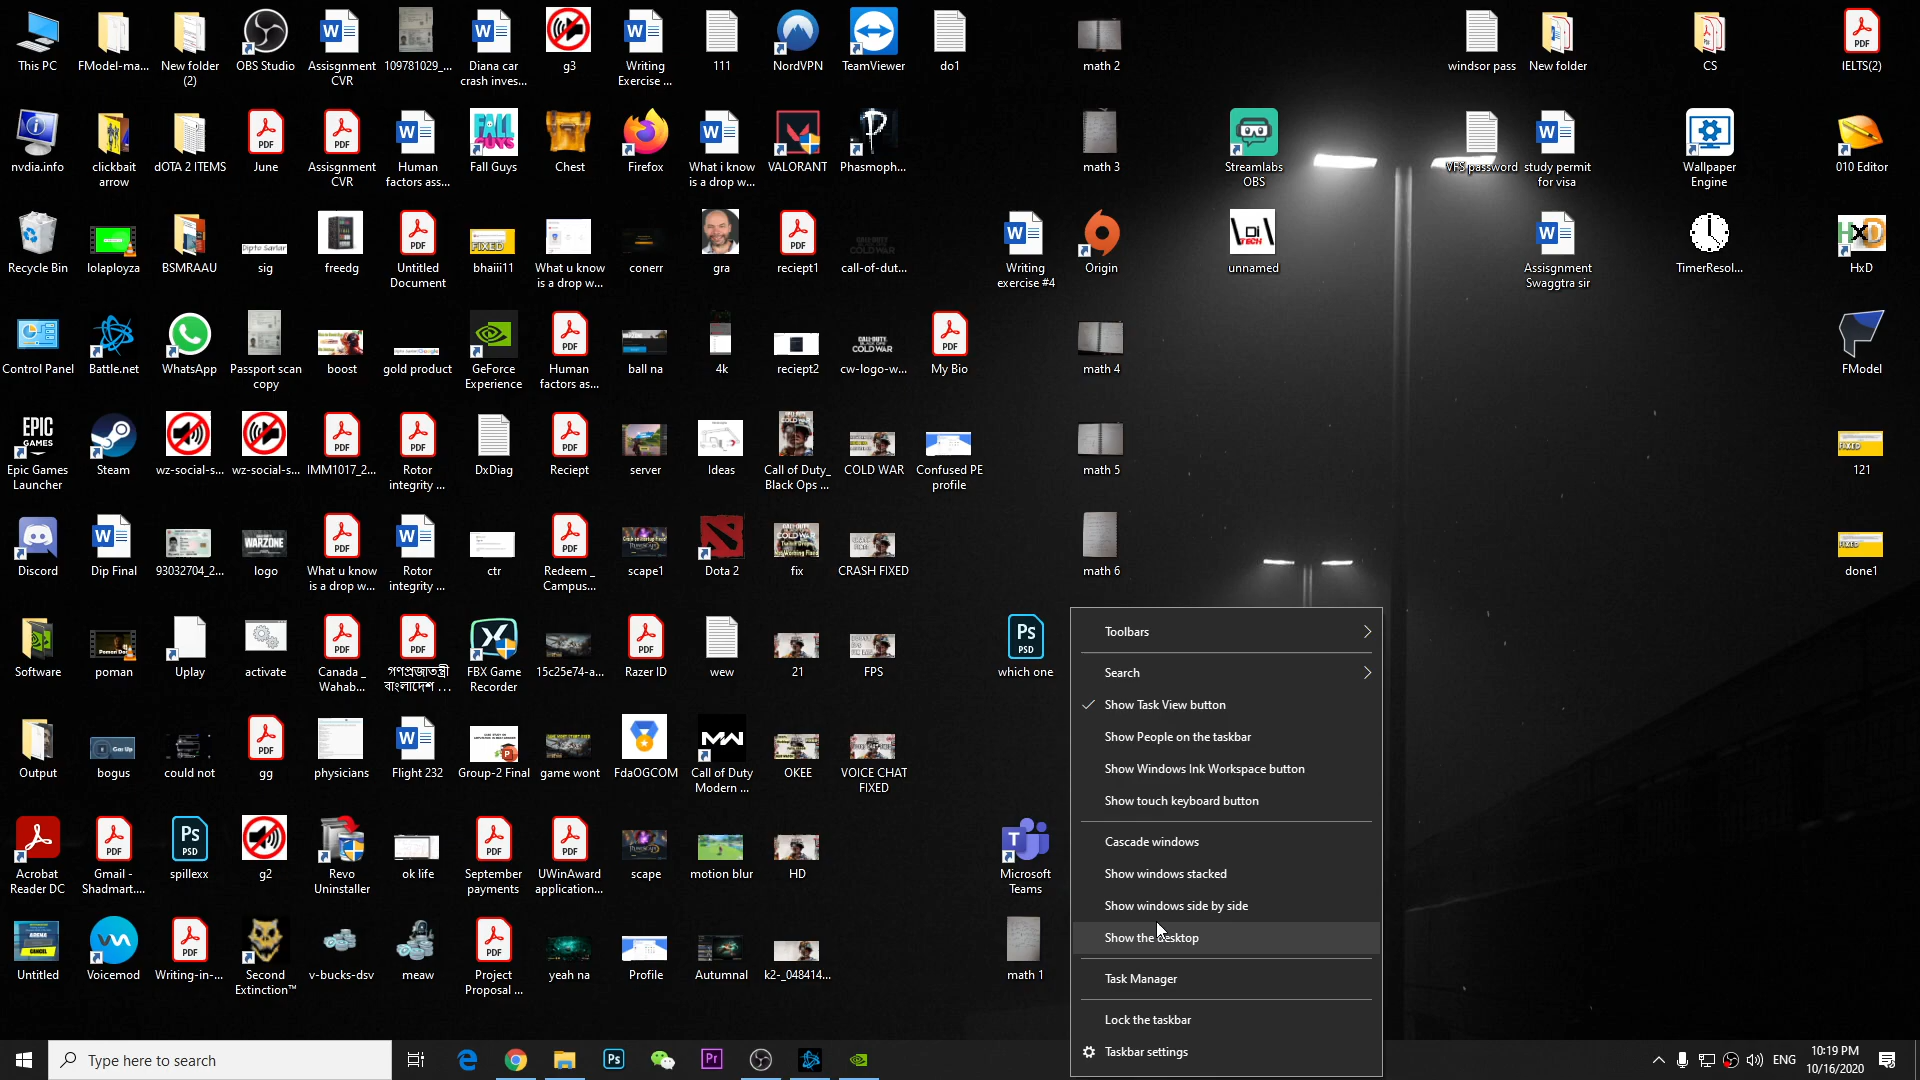 This PC
FModel-ma...
New folder
(2)
OBS Studio
Assisgnment
CVR
109781029_...
Diana car
crash inves...
g3
Writing
Exercise ...
111
NordVPN
TeamViewer
do1
math 2
windsor pass
New folder
CS
IELTS(2)
nvdia.info
clickbait
arrow
dOTA 2 ITEMS
June
Assisgnment
CVR
Human
factors ass...
Fall Guys
Chest
Firefox
What i know
is a drop w...
VALORANT
Phasmoph...
math 3
Streamlabs
OBS
VPS password
study permit
for visa
Wallpaper
Engine
010 Editor
Recycle Bin
lolaployza
BSMRAAU
sig
freedg
Untitled
Document
bhaiii11
What u know
is a drop w...
conerr
gra
reciept1
call-of-dut...
Writing
exercise #4
Origin
unnamed
Assisgnment
Swaggtra sir
TimerResol...
HxD
Control Panel
Battle.net
WhatsApp
Passport scan
copy
boost
gold product
GeForce
Experience
Human
factors as...
ball na
4k
reciept2
cw-logo-w...
My Bio
math 4
FModel
Epic Games
Launcher
Steam
wz-social-s...
wz-social-s...
IMM1017_2...
Rotor
integrity ...
DxDiag
Reciept
server
Ideas
Call of Duty_
Black Ops ...
COLD WAR
Confused PE
profile
math 5
121
Discord
Dip Final
93032704_2...
logo
What u know
is a drop w...
Rotor
integrity ...
ctr
Redeem _
Campus...
scape1
Dota 2
fix
CRASH FIXED
math 6
done1
Software
poman
Uplay
activate
Canada _
Wahab...
গণপ্রজাতন্ত্রী
বাংলাদেশ ...
FBX Game
Recorder
15c25e74-a...
Razer ID
wew
21
FPS
which one
Output
bogus
could not
gg
physicians
Flight 232
Group-2 Final
game wont
FdaOGCOM
Call of Duty
Modern ...
OKEE
VOICE CHAT
FIXED
Acrobat
Reader DC
Gmail -
Shadmart....
spillexx
g2
Revo
Uninstaller
ok life
September
payments
UWinAward
application...
scape
motion blur
HD
Microsoft
Teams
Untitled
Voicemod
Writing-in-...
Second
Extinction™
v-bucks-dsv
meaw
Project
Proposal ...
yeah na
Profile
Autumnal
k2-_048414...
math 1
Toolbars
Search
Show Task View button
Show People on the taskbar
Show Windows Ink Workspace button
Show touch keyboard button
Cascade windows
Show windows stacked
Show windows side by side
Show the desktop
Task Manager
Lock the taskbar
Taskbar settings
Type here to search
ENG
10:19 PM
10/16/2020